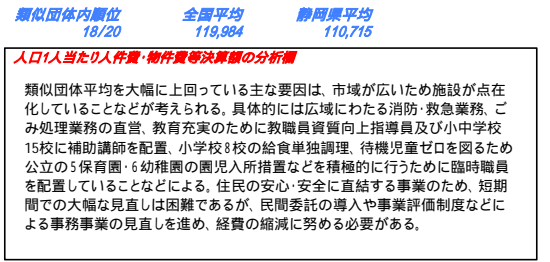 類似団体内順位 全国平均 静岡県平均
18/20 119,984 110,715
人口1人当たり人件費・物件費等決算額の分析欄
類似団体平均を大幅に上回っている主な要因は、市域が広いため施設が点在
化していることなどが考えられる。具体的には広域にわたる消防・救急業務、ご
み処理業務の直営、教育充実のために教職員資質向上指導員及び小中学校
15校に補助講師を配置、小学校8校の給食単独調理、待機児童ゼロを図るため
公立の5保育園・6幼稚園の園児入所措置などを積極的に行うために臨時職員
を配置していることなどによる。住民の安心・安全に直結する事業のため、短期
間での大幅な見直しは困難であるが、民間委託の導入や事業評価制度などに
よる事務事業の見直しを進め、経費の縮減に努める必要がある。